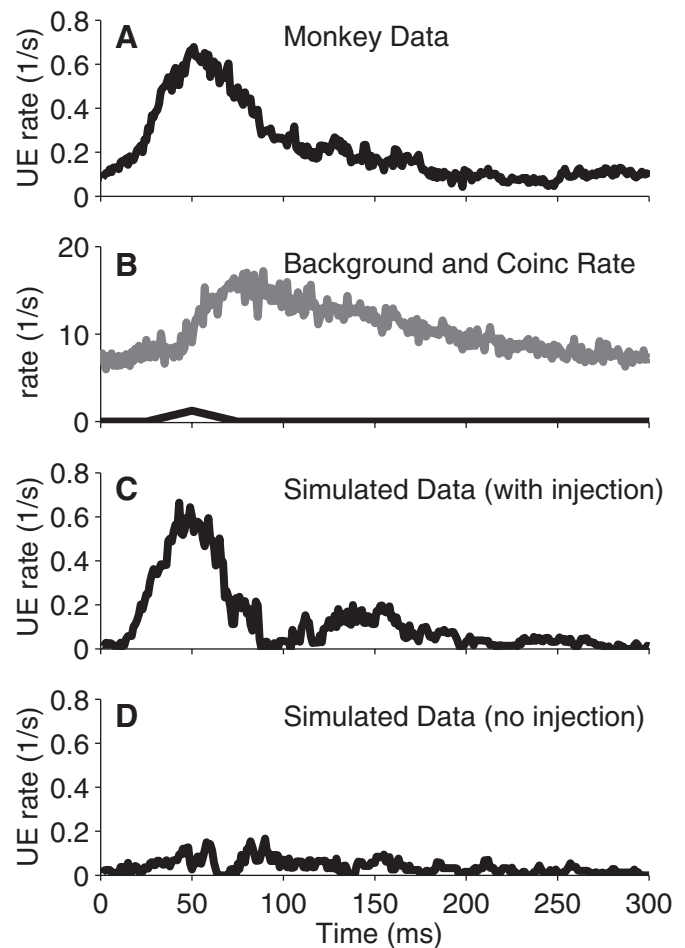 0.8
A Monkey Data
0.6
0.4
0.2
0
UE rate (1/s)
20
B Background and Coinc Rate
10
0
rate (1/s)
0.8
C Simulated Data (with injection)
0.6
0.4
0.2
0
UE rate (1/s)
0.8
D Simulated Data (no injection)
0.6
0.4
0.2
0
UE rate (1/s)
0 50 100 150 200 250 300
Time (ms)